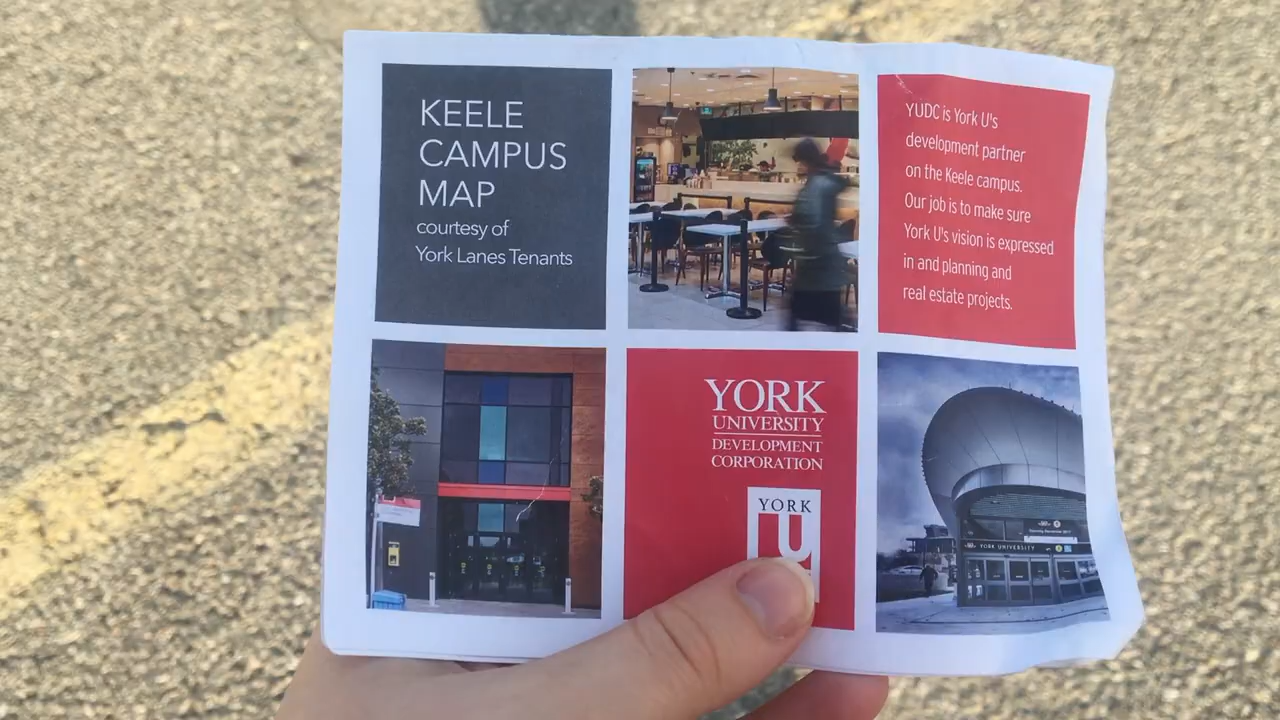 KEELE
CAMPUS
MAP
courtesy of
York Lanes Tenants
YUDC is York U's
development partner
on the Keele campus.
Our job is to make sure
York U's vision is expressed
in and planning and
real estate projects.
YORK
UNIVERSITY
DEVELOPMENT
CORPORATION
YORK
U
YORK UNIVERSITY